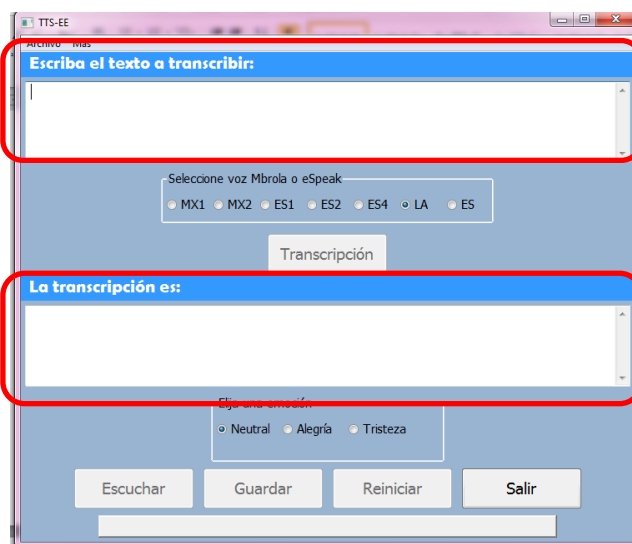 TTS-EE
Archivo Más
Escriba el texto a transcribir:
Seleccione voz Mbrola o eSpeak
MX1 MX2 ES1 ES2 ES4 LA ES
Transcripción
La transcripción es:
Elija una emoción
Neutral Alegría Tristeza
Escuchar Guardar Reiniciar Salir